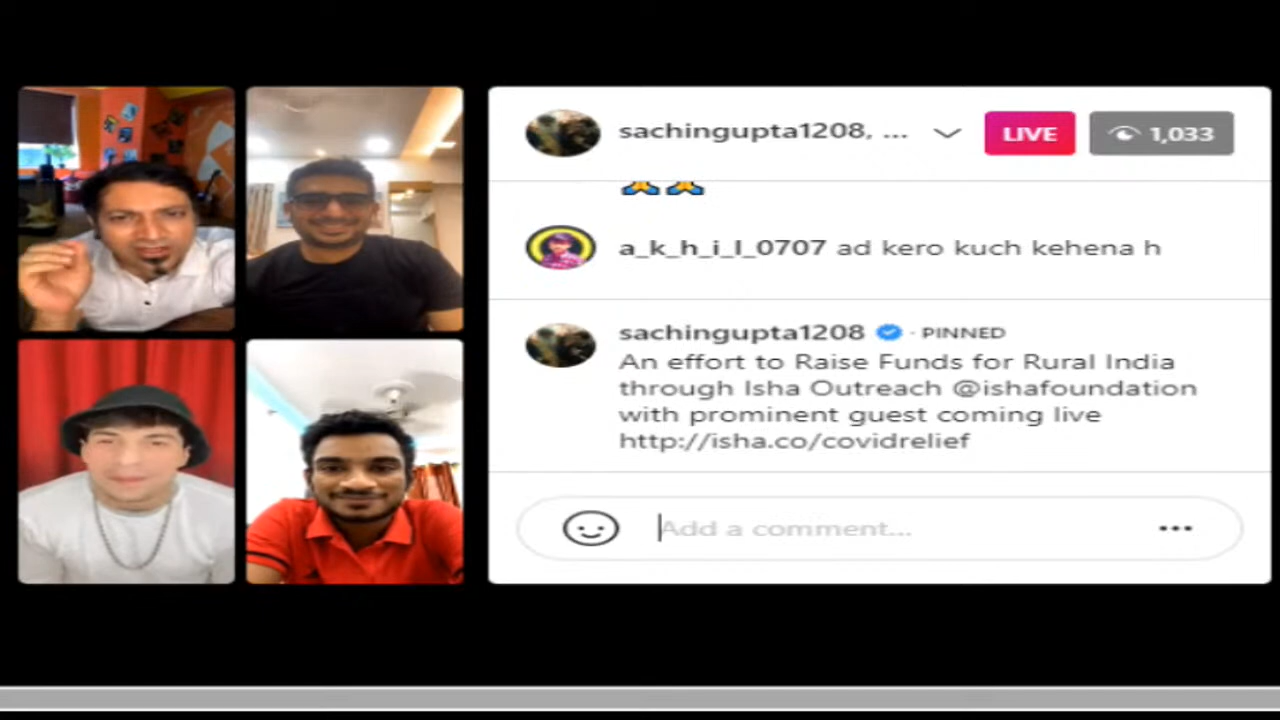 sachingupta1208, ...
LIVE
1,033
🙏🙏
a_k_h_i_l_0707 ad kero kuch kehena h
sachingupta1208 · PINNED
An effort to Raise Funds for Rural India
through Isha Outreach @ishafoundation
with prominent guest coming live
http://isha.co/covidrelief
Add a comment...